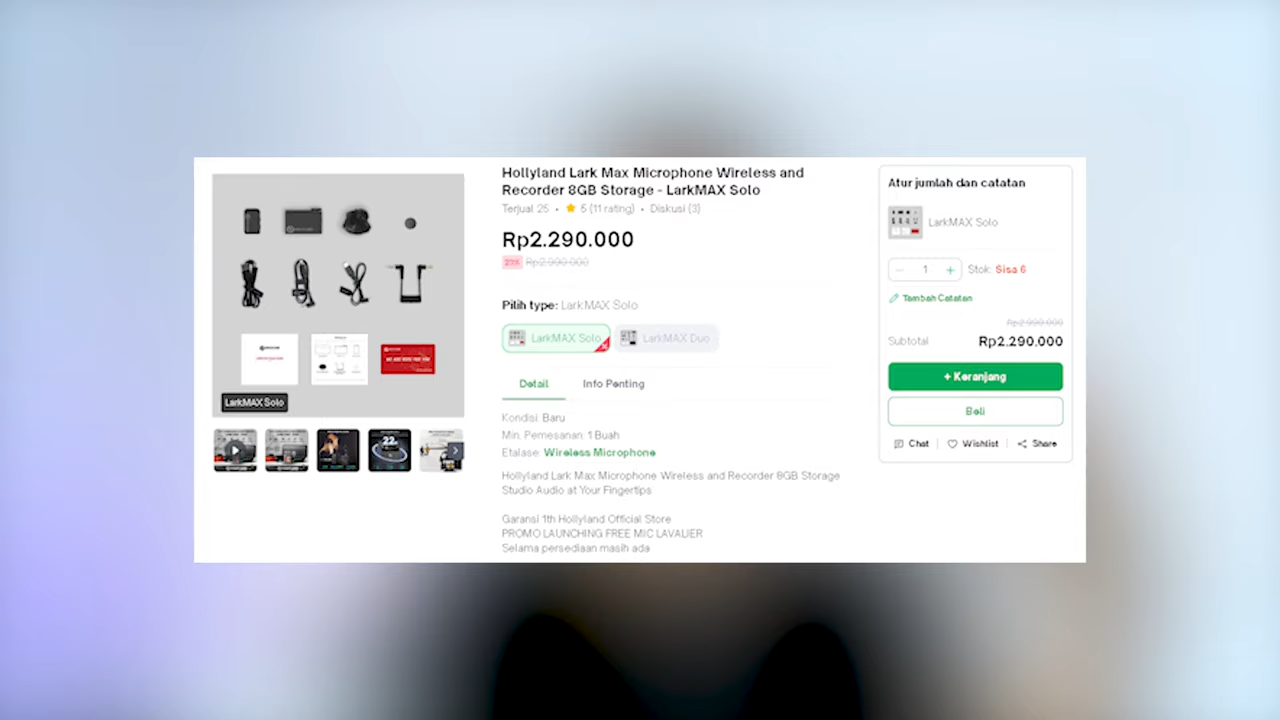 Hollyland Lark Max Microphone Wireless and
Recorder 8GB Storage - LarkMAX Solo
Terjual 25 • 5 (11 rating) • Diskusi (3)
Rp2.290.000
23% Rp2.990.000
Pilih type: LarkMAX Solo
LarkMAX Solo
LarkMAX Duo
Detail
Info Penting
Kondisi: Baru
Min. Pemesanan: 1 Buah
Etalase: Wireless Microphone
Hollyland Lark Max Microphone Wireless and Recorder 8GB Storage
Studio Audio at Your Fingertips
Garansi 1th Hollyland Official Store
PROMO LAUNCHING FREE MIC LAVALIER
Selama persediaan masih ada
LarkMAX Solo
22
Atur jumlah dan catatan
LarkMAX Solo
1
Stok: Sisa 6
Tambah Catatan
Rp2.990.000
Subtotal
Rp2.290.000
+ Keranjang
Beli
Chat
Wishlist
Share